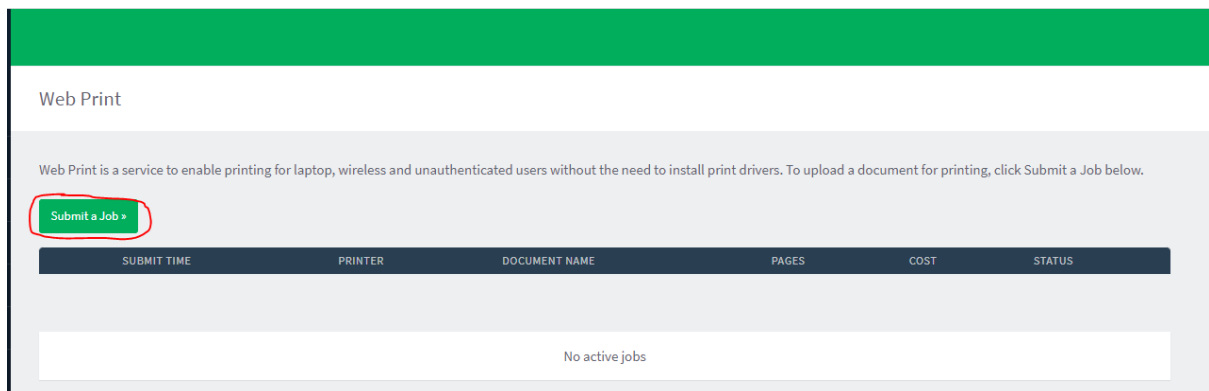 Web Print
Web Print is a service to enable printing for laptop, wireless and unauthenticated users without the need to install print drivers. To upload a document for printing, click Submit a Job below.
Submit a Job »
SUBMIT TIME PRINTER DOCUMENT NAME PAGES COST STATUS
No active jobs